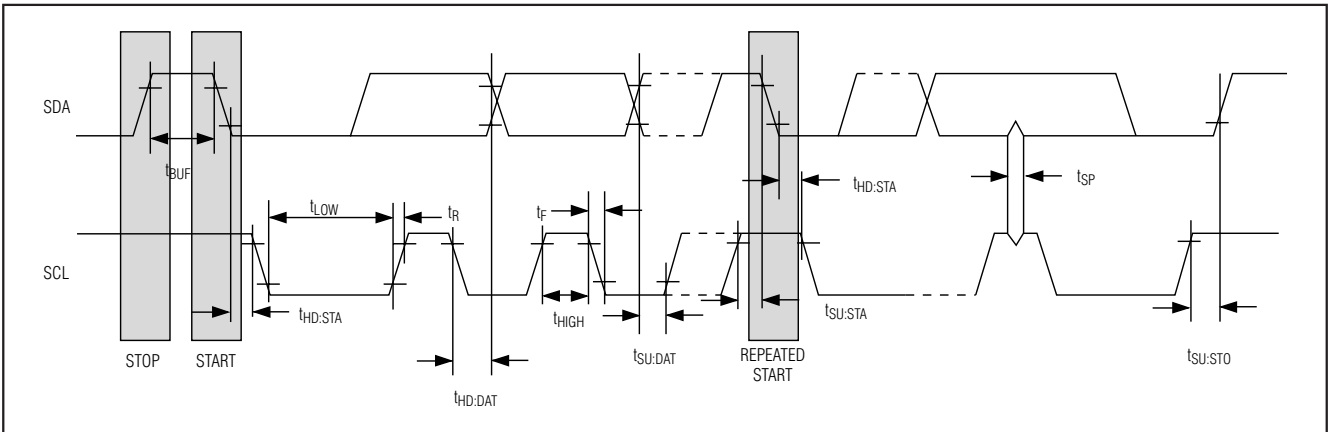 SDA
tBUF
tLOW
tR
tF
tHD:STA
tSP
SCL
tHD:STA
tHIGH
tSU:DAT
tSU:STA
tSU:STO
STOP
START
REPEATED
START
tHD:DAT